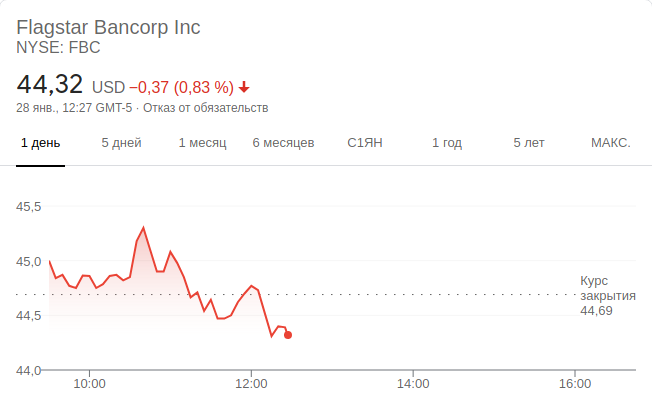 Flagstar Bancorp Inc
NYSE: FBC
44,32 USD −0,37 (0,83 %)
28 янв., 12:27 GMT-5 · Отказ от обязательств
1 день 5 дней 1 месяц 6 месяцев С1ЯН 1 год 5 лет МАКС.
45,5
45,0
Курс
закрытия
44,69
44,5
44,0
10:00 12:00 14:00 16:00